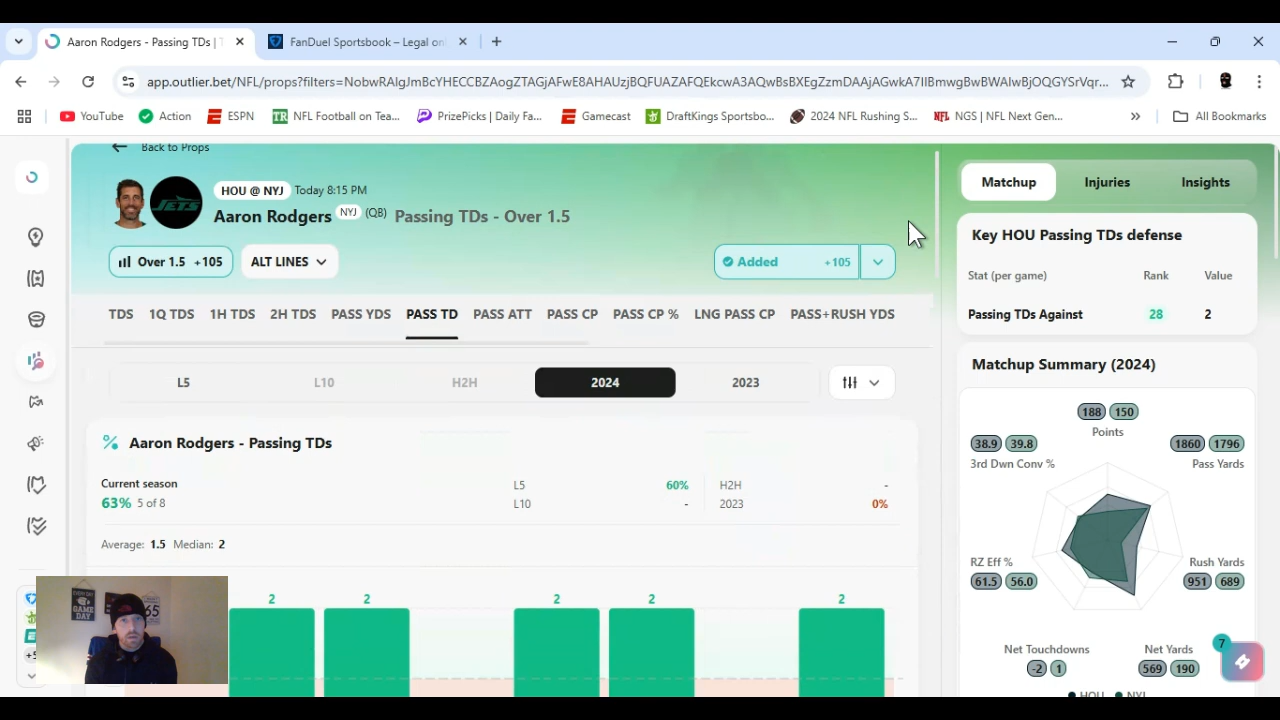 Aaron Rodgers - Passing TDs | T
FanDuel Sportsbook – Legal onl
app.outlier.bet/NFL/props?filters=NobwRAlgJmBcYHECCBZAogZTAGjAFwE8AHAUzjBQFUAZAFQEkcwA3AQwBsBXEgZzmDAAjAGwkA7IIBmwgBwBWAIwBjOQGYSrVqr...
YouTube
Action
ESPN
NFL Football on Tea...
PrizePicks | Daily Fa...
Gamecast
DraftKings Sportsbo...
2024 NFL Rushing S...
NGS | NFL Next Gen...
All Bookmarks
Back to Props
HOU @ NYJ Today 8:15 PM
Aaron Rodgers NYJ (QB) Passing TDs - Over 1.5
JETS
Over 1.5 +105
ALT LINES
Added +105
TDS 1Q TDS 1H TDS 2H TDS PASS YDS PASS TD PASS ATT PASS CP PASS CP % LNG PASS CP PASS+RUSH YDS
L5 L10 H2H 2024 2023
Aaron Rodgers - Passing TDs
Current season
63% 5 of 8
L5 60%
L10 -
H2H -
2023 0%
Average: 1.5 Median: 2
2 2 2 2 2
GAME DAY
65
Matchup Injuries Insights
Key HOU Passing TDs defense
Stat (per game) Rank Value
Passing TDs Against 28 2
Matchup Summary (2024)
188 150
Points
38.9 39.8
3rd Dwn Conv %
1860 1796
Pass Yards
RZ Eff %
61.5 56.0
Rush Yards
951 689
Net Touchdowns
-2 1
Net Yards
569 190
7
HOU NYJ